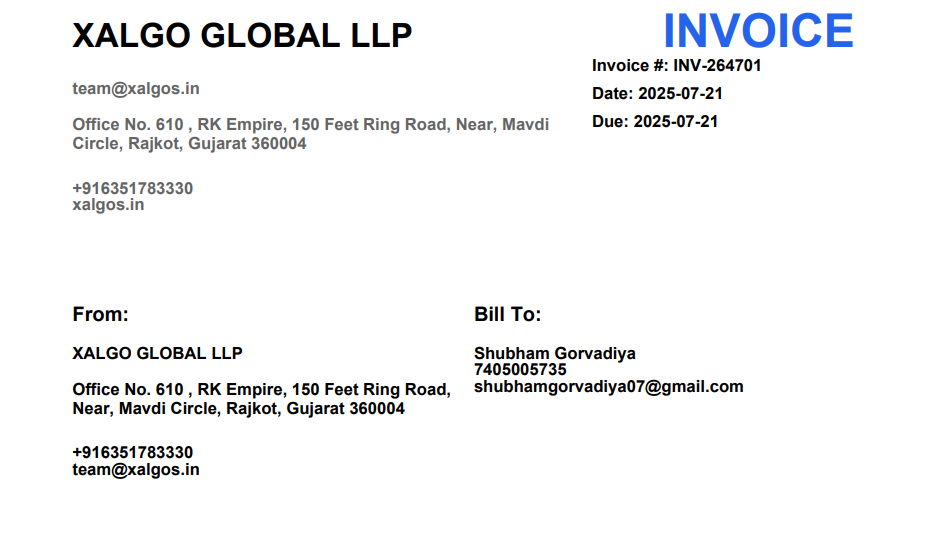 XALGO GLOBAL LLP
INVOICE
Invoice #: INV-264701
team@xalgos.in
Date: 2025-07-21
Office No. 610 , RK Empire, 150 Feet Ring Road, Near, Mavdi
Due: 2025-07-21
Circle, Rajkot, Gujarat 360004
+916351783330
xalgos.in
From:
XALGO GLOBAL LLP
Office No. 610 , RK Empire, 150 Feet Ring Road,
Near, Mavdi Circle, Rajkot, Gujarat 360004
+916351783330
team@xalgos.in
Bill To:
Shubham Gorvadiya
7405005735
shubhamgorvadiya07@gmail.com